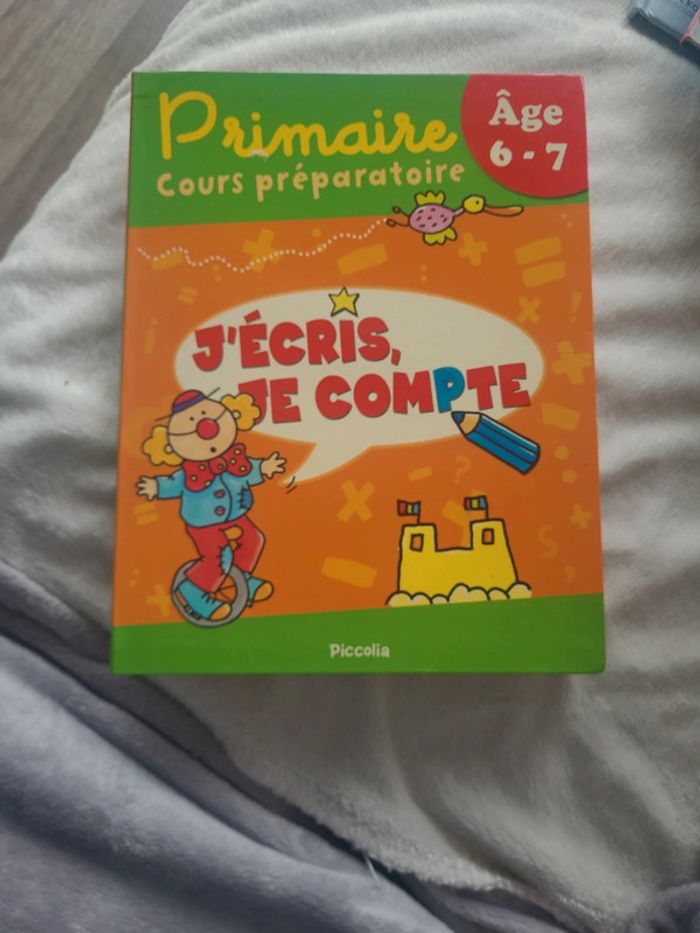 Primaire
Cours préparatoire
Âge
6 - 7
J'ÉCRIS,
JE COMPTE
Piccolia